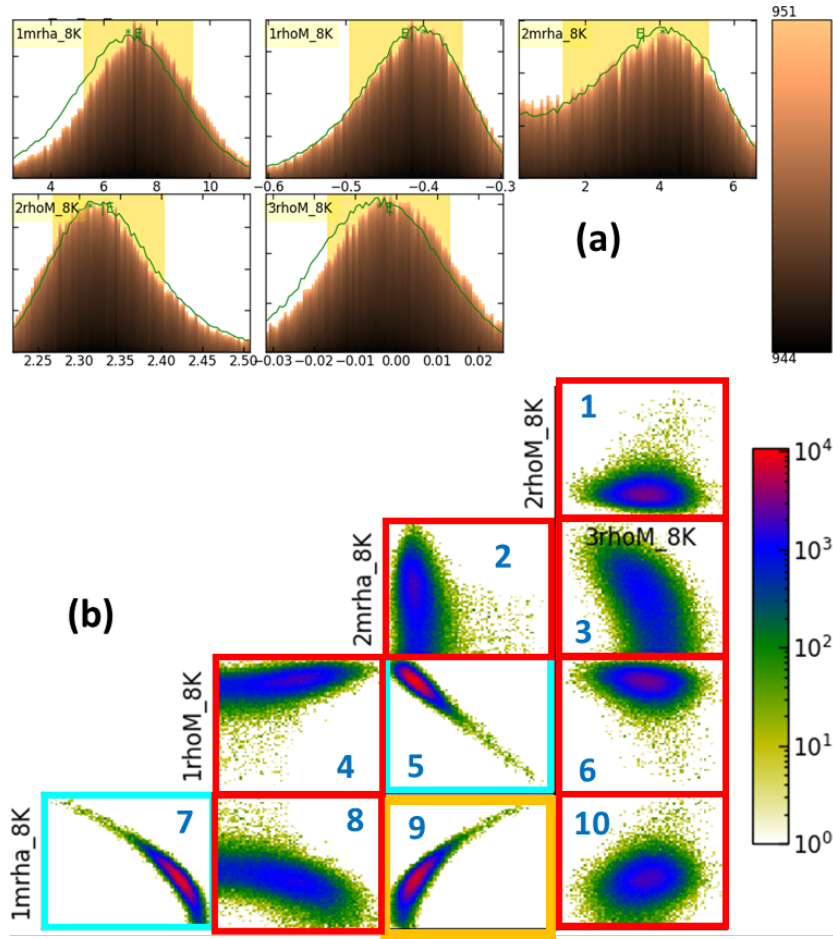 1mrha_8K
1rhoM_8K
2mrha_8K
951
E
E
E
4 6 8 10
−0.6 −0.5 −0.4 −0.3
2 4 6
2rhoM_8K
3rhoM_8K
E
E
(a)
2.25 2.30 2.35 2.40 2.45 2.50
−0.03 −0.02 −0.01 0.00 0.01 0.02
944
1
2rhoM_8K
10^4
2
3rhoM_8K
2mrha_8K
10^3
(b)
3
10^2
1rhoM_8K
4
5
6
10^1
7
8
9
10
1mrha_8K
10^0